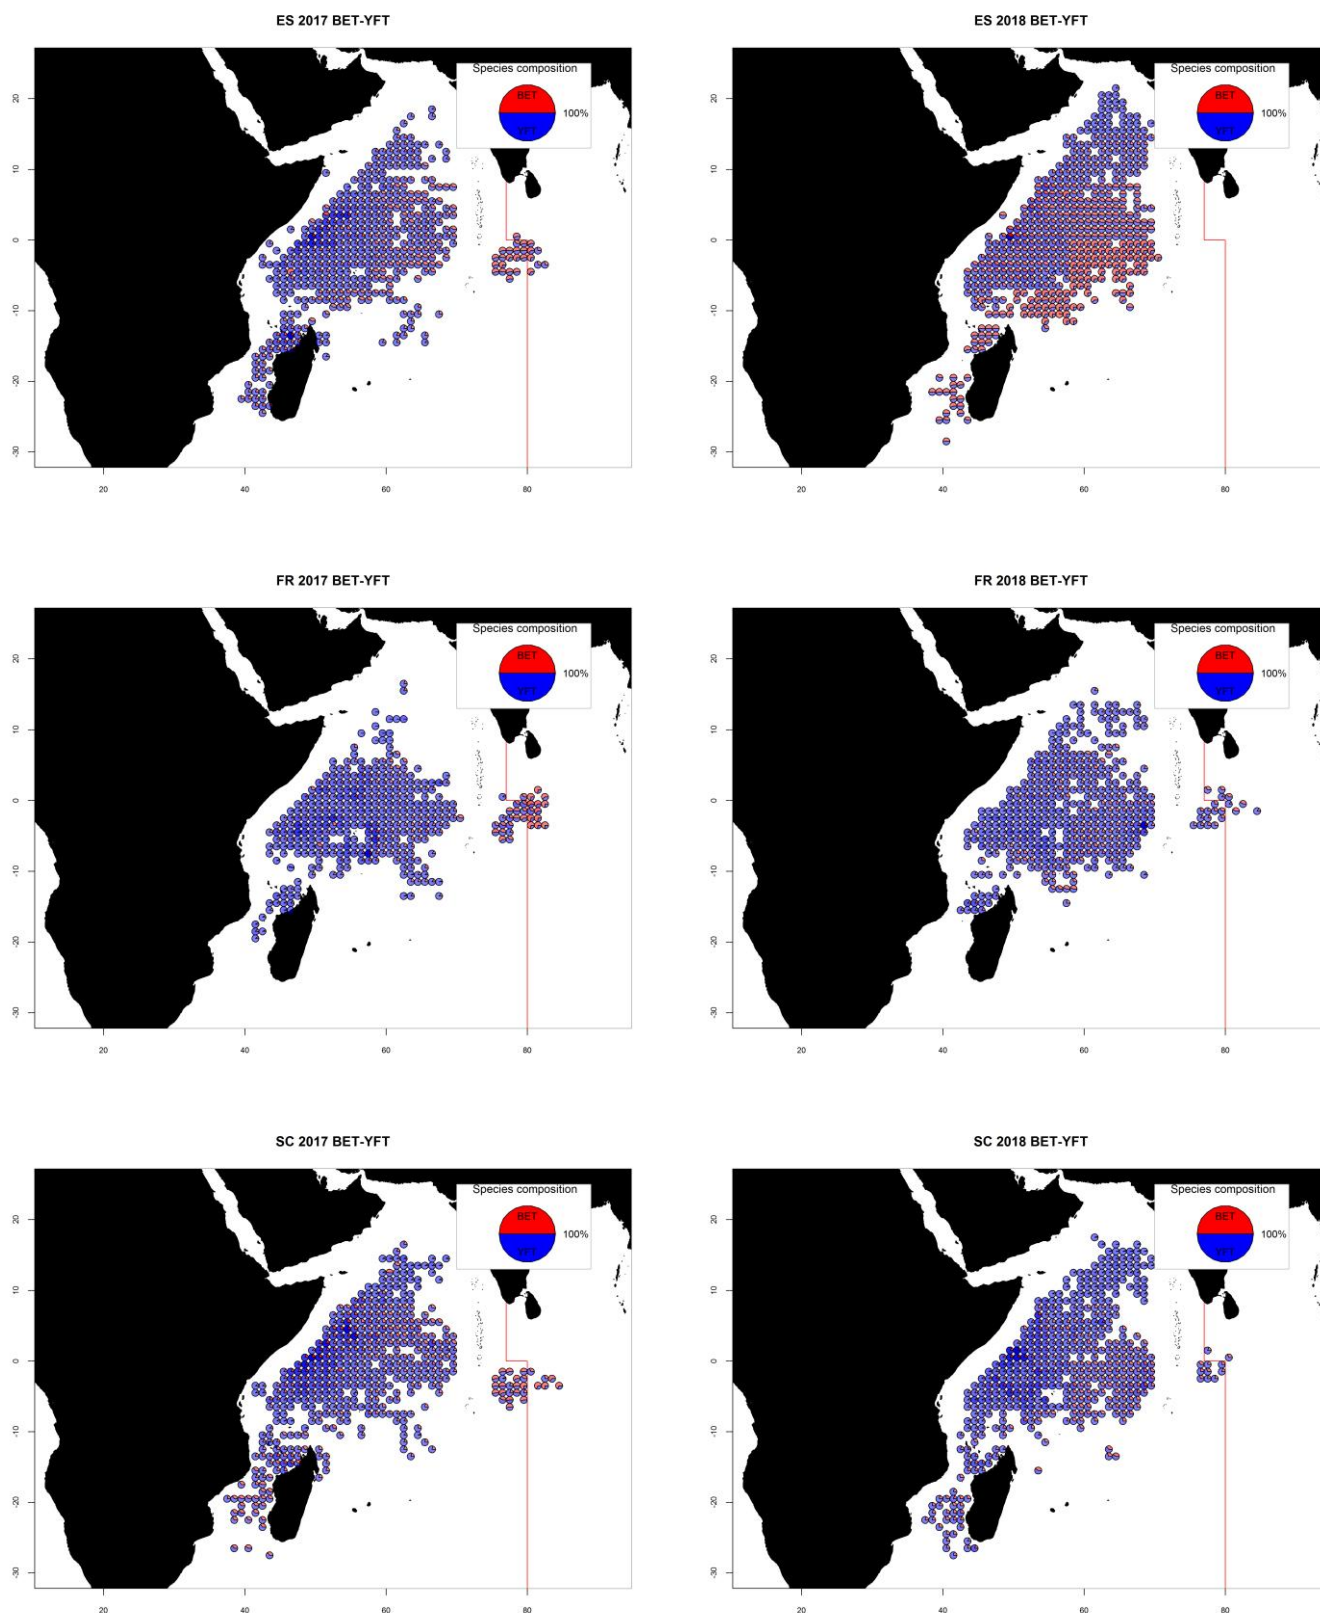 ES 2017 BET-YFT
Species composition
BET
YFT
100%
20
10
0
-10
-20
-30
20
40
60
80
ES 2018 BET-YFT
Species composition
BET
YFT
100%
20
10
0
-10
-20
-30
20
40
60
80
FR 2017 BET-YFT
Species composition
BET
YFT
100%
20
10
0
-10
-20
-30
20
40
60
80
FR 2018 BET-YFT
Species composition
BET
YFT
100%
20
10
0
-10
-20
-30
20
40
60
80
SC 2017 BET-YFT
Species composition
BET
YFT
100%
20
10
0
-10
-20
-30
20
40
60
80
SC 2018 BET-YFT
Species composition
BET
YFT
100%
20
10
0
-10
-20
-30
20
40
60
80